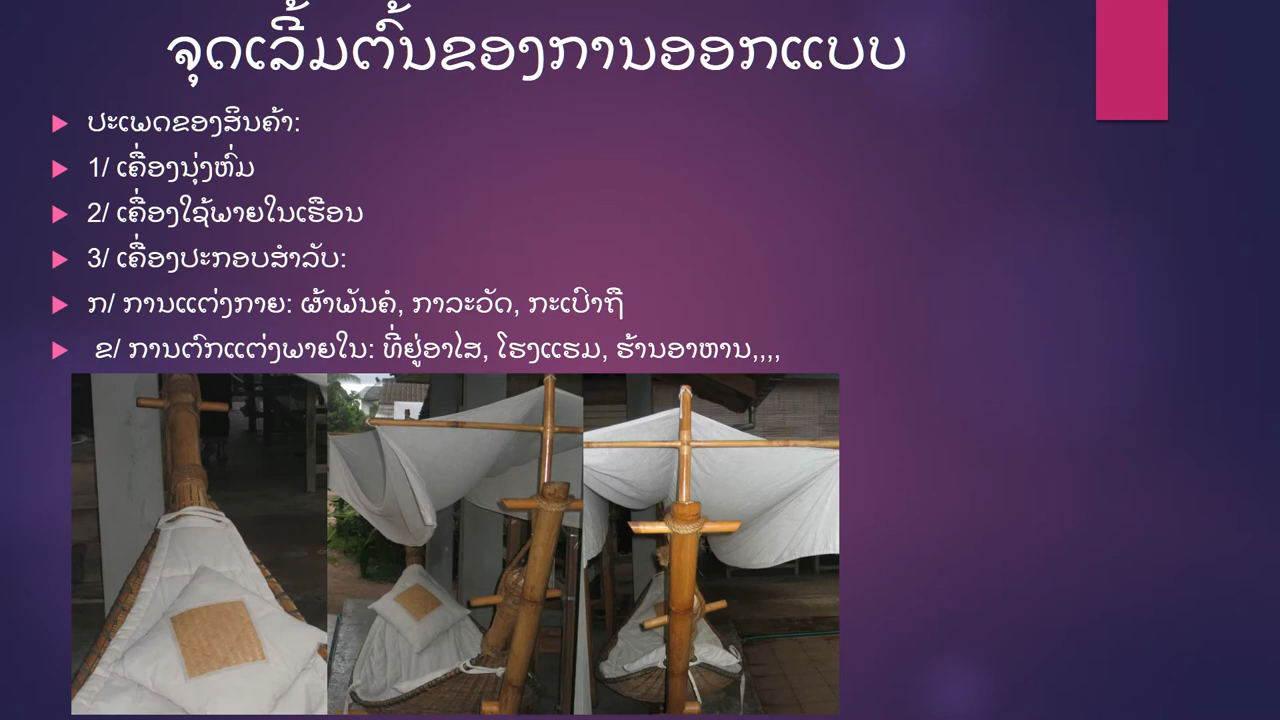 ຈຸດເລີ້ມຕົ້ນຂອງການອອກແບບ
ປະເພດຂອງສິນຄ້າ:
1/ ເຄື່ອງນຸ່ງຫົ່ມ
2/ ເຄື່ອງໃຊ້ພາຍໃນເຮືອນ
3/ ເຄື່ອງປະກອບສໍາລັບ:
ກ/ ການແຕ່ງກາຍ: ຜ້າພັນຄໍ, ກາລະວັດ, ກະເປົາຖື
ຂ/ ການຕົກແຕ່ງພາຍໃນ: ທີ່ຢູ່ອາໄສ, ໂຮງແຮມ, ຮ້ານອາຫານ,,,,